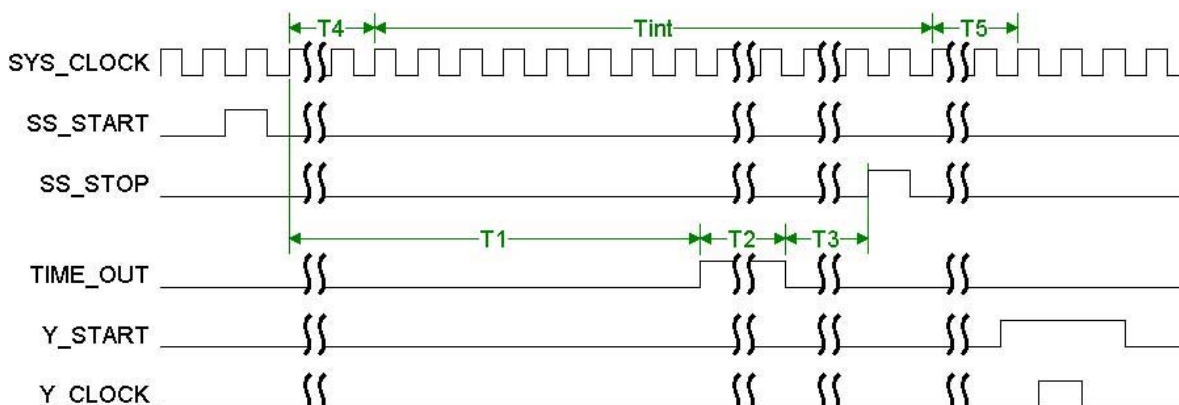 T4 Tint T5
SYS_CLOCK
SS_START
SS_STOP
T1 T2 T3
TIME_OUT
Y_START
Y_CLOCK